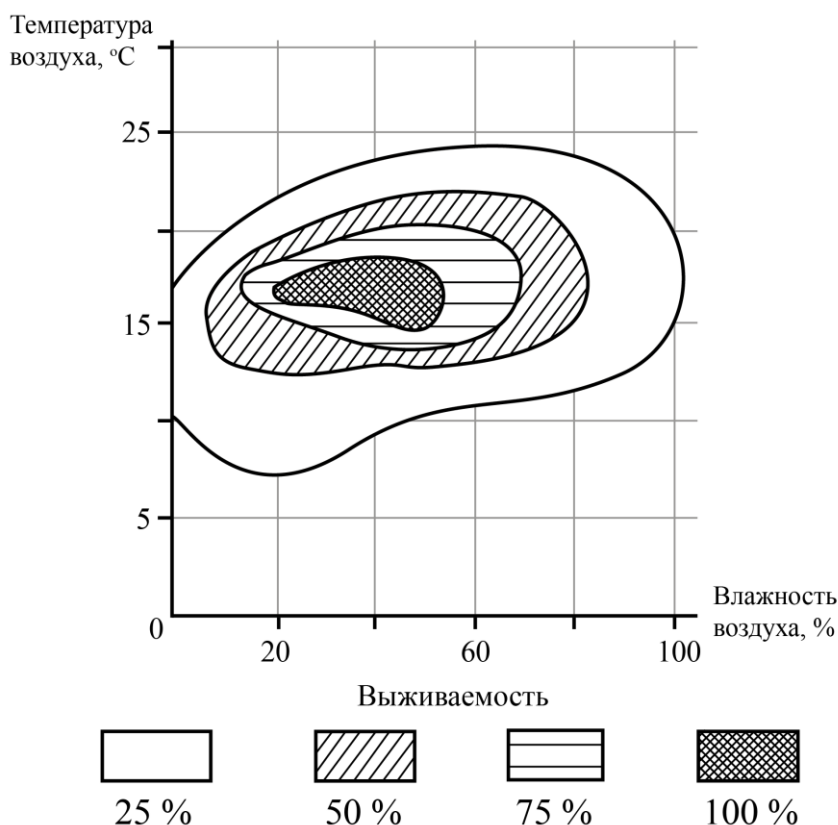 Температура
воздуха, °C
25
15
5
0
20
60
100
Влажность
воздуха, %
Выживаемость
25 %
50 %
75 %
100 %